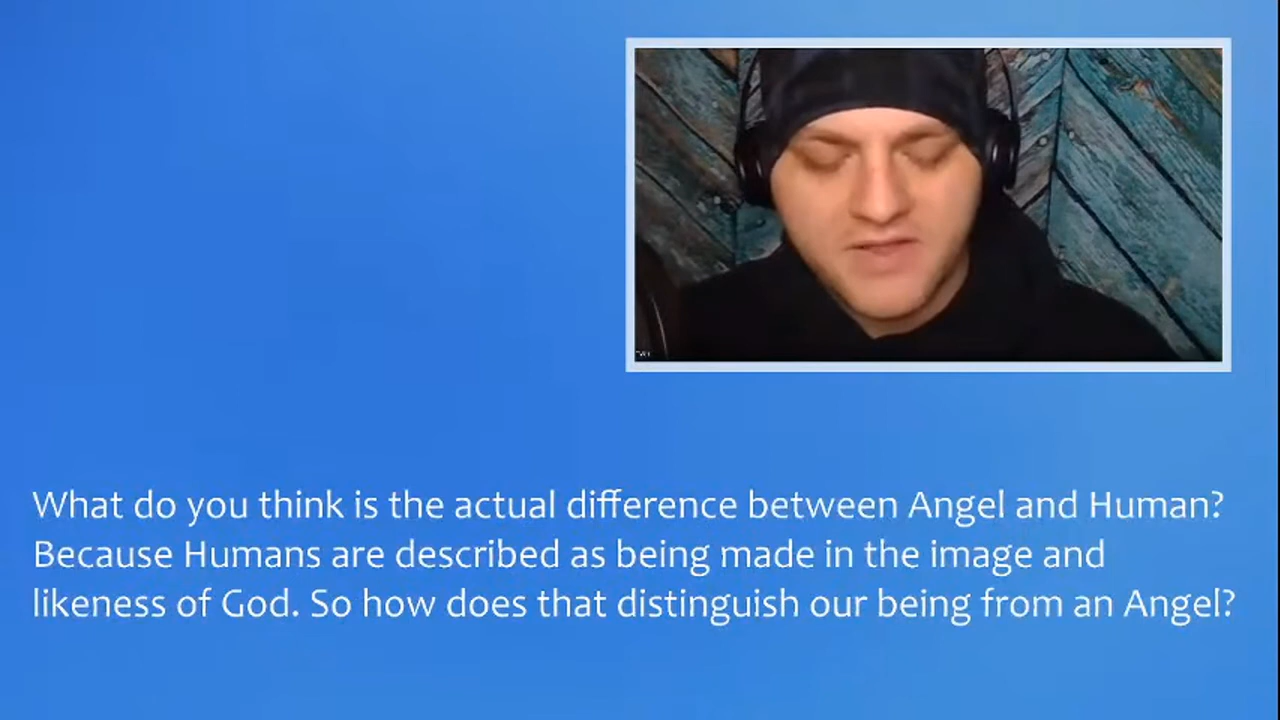 What do you think is the actual difference between Angel and Human?
Because Humans are described as being made in the image and
likeness of God. So how does that distinguish our being from an Angel?